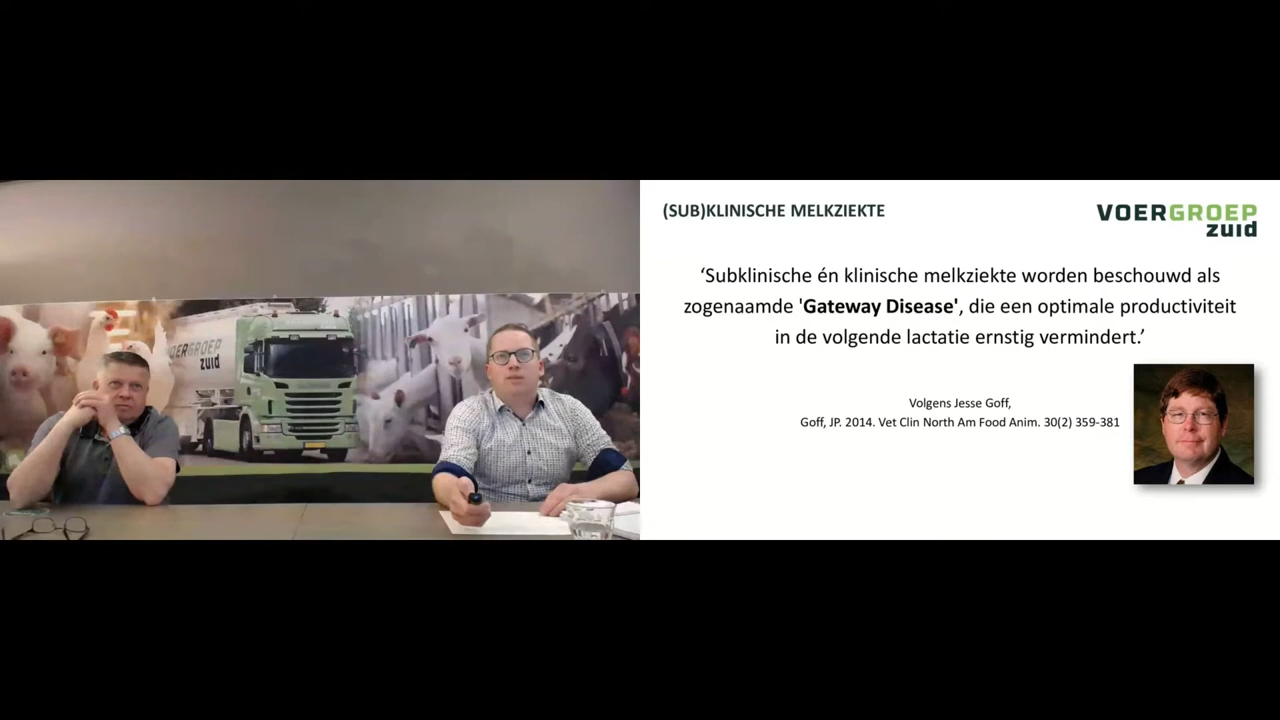 (SUB)KLINISCHE MELKZIEKTE
VOERGROEP
zuid
‘Subklinische én klinische melkziekte worden beschouwd als
zogenaamde 'Gateway Disease', die een optimale productiviteit
in de volgende lactatie ernstig vermindert.’
Volgens Jesse Goff,
Goff, JP. 2014. Vet Clin North Am Food Anim. 30(2) 359-381
VOERGROEP
zuid